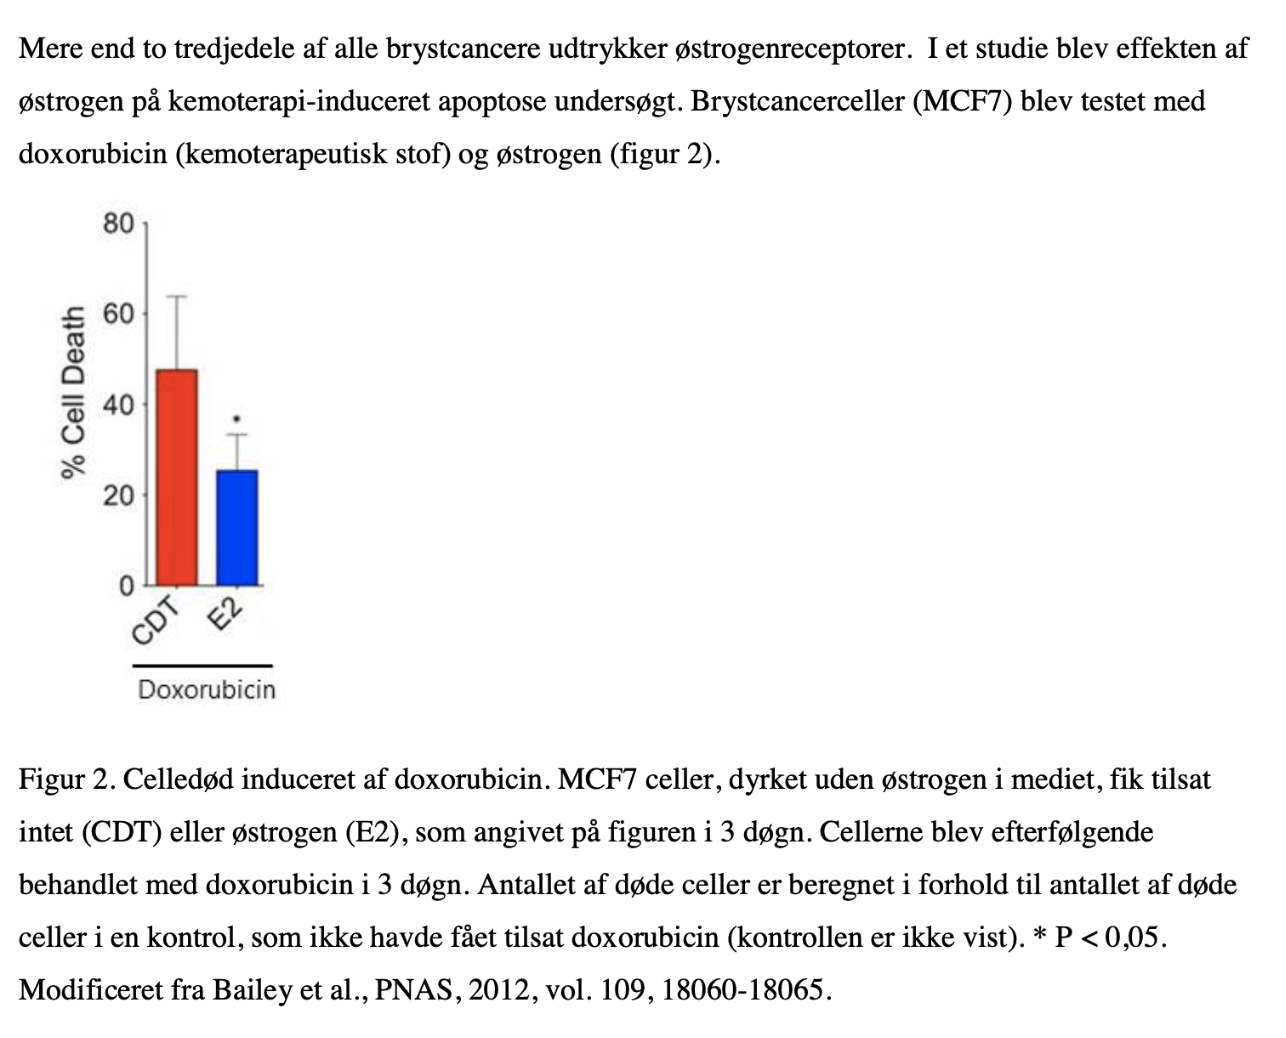 Mere end to tredjedele af alle brystcancere udtrykker østrogenreceptorer.  I et studie blev effekten af
østrogen på kemoterapi-induceret apoptose undersøgt. Brystcancerceller (MCF7) blev testet med
doxorubicin (kemoterapeutisk stof) og østrogen (figur 2).
80
60
40
20
0
% Cell Death
*
CDT
E2
Doxorubicin
Figur 2. Celledød induceret af doxorubicin. MCF7 celler, dyrket uden østrogen i mediet, fik tilsat
intet (CDT) eller østrogen (E2), som angivet på figuren i 3 døgn. Cellerne blev efterfølgende
behandlet med doxorubicin i 3 døgn. Antallet af døde celler er beregnet i forhold til antallet af døde
celler i en kontrol, som ikke havde fået tilsat doxorubicin (kontrollen er ikke vist). * P < 0,05.
Modificeret fra Bailey et al., PNAS, 2012, vol. 109, 18060-18065.